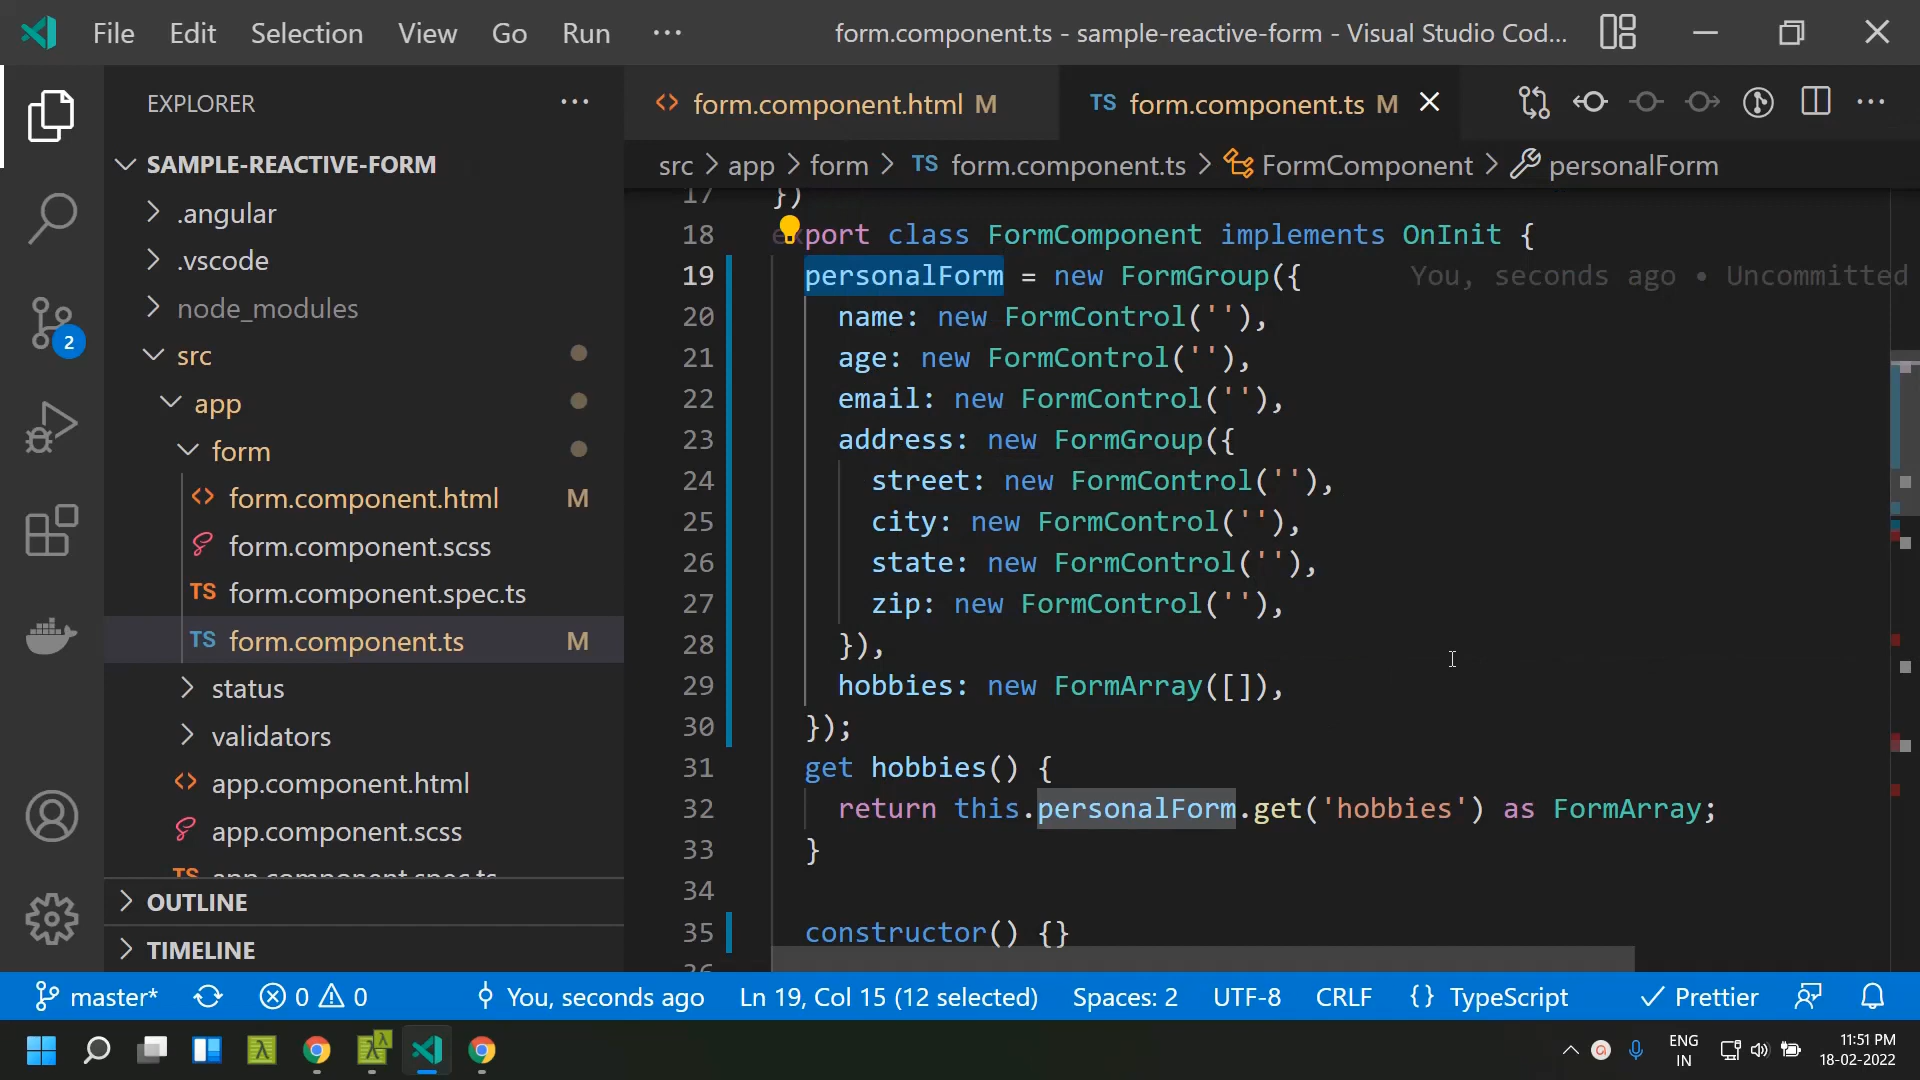 File Edit Selection View Go Run ···
form.component.ts - sample-reactive-form - Visual Studio Cod...
EXPLORER ···
SAMPLE-REACTIVE-FORM
.angular
.vscode
node_modules
src
app
form
form.component.html M
form.component.scss
form.component.spec.ts
TS form.component.ts M
status
validators
app.component.html
app.component.scss
TS app.component.spec.ts
OUTLINE
TIMELINE
form.component.html M
TS form.component.ts M
src > app > form > TS form.component.ts > FormComponent > personalForm
17 })
18 export class FormComponent implements OnInit {
19 personalForm = new FormGroup({ You, seconds ago • Uncommitted
20 name: new FormControl(''),
21 age: new FormControl(''),
22 email: new FormControl(''),
23 address: new FormGroup({
24 street: new FormControl(''),
25 city: new FormControl(''),
26 state: new FormControl(''),
27 zip: new FormControl(''),
28 }),
29 hobbies: new FormArray([]),
30 });
31 get hobbies() {
32 return this.personalForm.get('hobbies') as FormArray;
33 }
34
35 constructor() {}
2
master* 0 0 You, seconds ago Ln 19, Col 15 (12 selected) Spaces: 2 UTF-8 CRLF {} TypeScript Prettier
ENG
IN
11:51 PM
18-02-2022